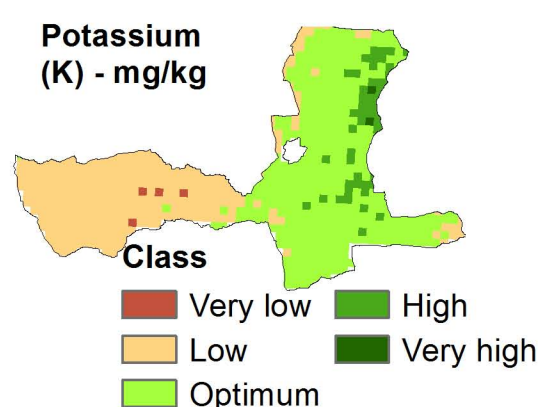 Potassium
(K) - mg/kg
Class
Very low
High
Low
Very high
Optimum